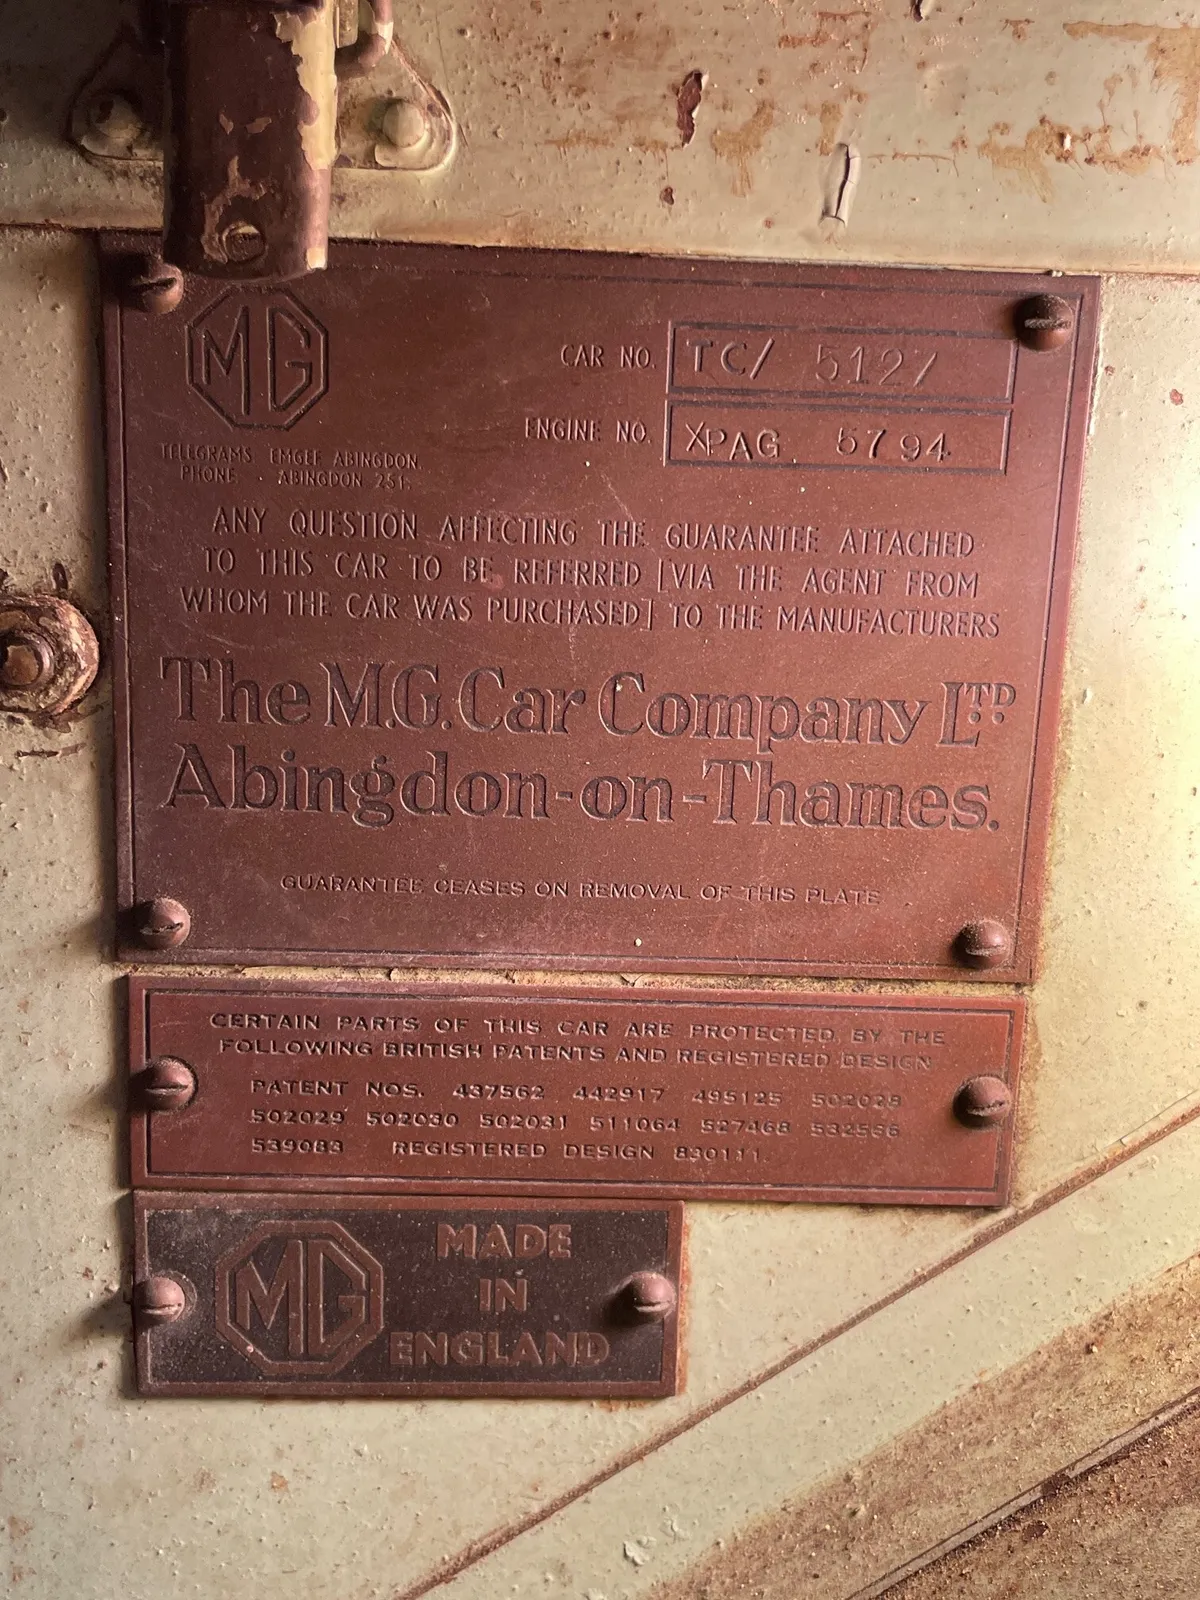 MG
CAR NO. TC/ 5127
ENGINE NO. XPAG 5794
TELEGRAMS EMGEE ABINGDON.
PHONE · ABINGDON 251.
ANY QUESTION AFFECTING THE GUARANTEE ATTACHED
TO THIS CAR TO BE REFERRED [VIA THE AGENT FROM
WHOM THE CAR WAS PURCHASED] TO THE MANUFACTURERS
The M.G. Car Company LTD
Abingdon-on-Thames.
GUARANTEE CEASES ON REMOVAL OF THIS PLATE
CERTAIN PARTS OF THIS CAR ARE PROTECTED BY THE
FOLLOWING BRITISH PATENTS AND REGISTERED DESIGN
PATENT NOS. 437562 442917 495125 502028
502029 502030 502031 511064 527468
539083 REGISTERED DESIGN 830111.
MG
MADE
IN
ENGLAND